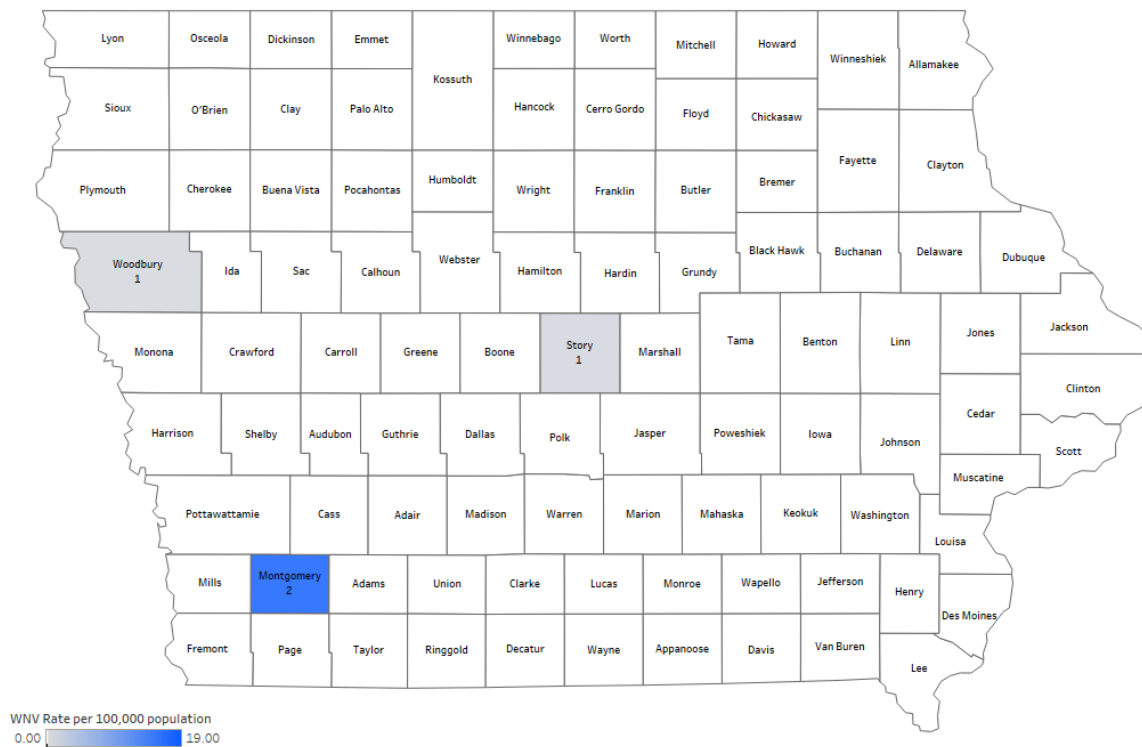 Lyon
Osceola
Dickinson
Emmet
Kossuth
Winnebago
Worth
Mitchell
Howard
Winneshiek
Allamakee
Sioux
O'Brien
Clay
Palo Alto
Hancock
Cerro Gordo
Floyd
Chickasaw
Fayette
Clayton
Plymouth
Cherokee
Buena Vista
Pocahontas
Humboldt
Wright
Franklin
Butler
Bremer
Woodbury
1
Ida
Sac
Calhoun
Webster
Hamilton
Hardin
Grundy
Black Hawk
Buchanan
Delaware
Dubuque
Monona
Crawford
Carroll
Greene
Boone
Story
1
Marshall
Tama
Benton
Linn
Jones
Jackson
Clinton
Harrison
Shelby
Audubon
Guthrie
Dallas
Polk
Jasper
Poweshiek
Iowa
Johnson
Cedar
Scott
Muscatine
Pottawattamie
Cass
Adair
Madison
Warren
Marion
Mahaska
Keokuk
Washington
Louisa
Mills
Montgomery
2
Adams
Union
Clarke
Lucas
Monroe
Wapello
Jefferson
Henry
Des Moines
Fremont
Page
Taylor
Ringgold
Decatur
Wayne
Appanoose
Davis
Van Buren
Lee
WNV Rate per 100,000 population
0.00 19.00